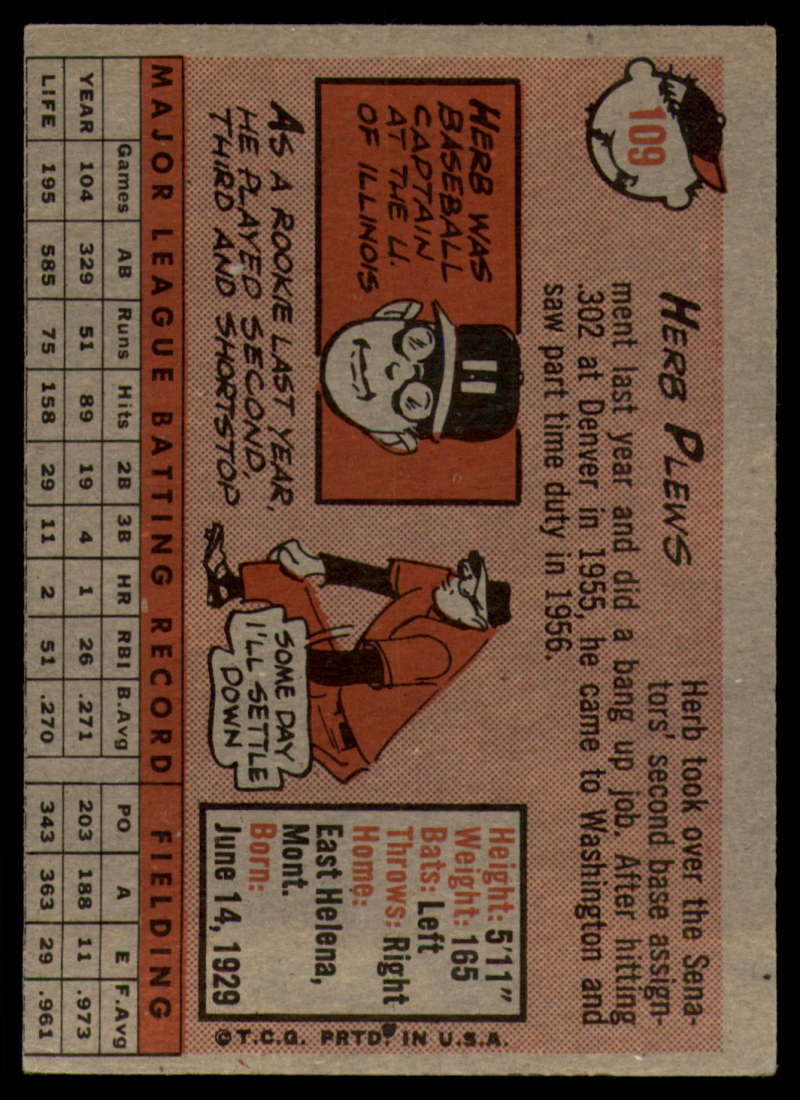 109
HERB PLEWS
Herb took over the Sena-
tors' second base assign-
ment last year and did a bang up job. After hitting
.302 at Denver in 1955, he came to Washington and
saw part time duty in 1956.
HERB WAS
BASEBALL
CAPTAIN
AT THE U.
OF ILLINOIS
AS A ROOKIE LAST YEAR,
HE PLAYED SECOND,
THIRD AND SHORTSTOP
SOME DAY
I'LL SETTLE
DOWN
Height: 5'11"
Weight: 165
Bats: Left
Throws: Right
Home:
East Helena,
Mont.
Born:
June 14, 1929
© T.C.G. PRTD. IN U.S.A.
MAJOR LEAGUE BATTING RECORD FIELDING
Games AB Runs Hits 2B 3B HR RBI B.Avg PO A E F.Avg
YEAR 104 329 51 89 19 4 1 26 .271 203 188 11 .973
LIFE 195 585 75 158 29 11 2 51 .270 343 363 29 .961